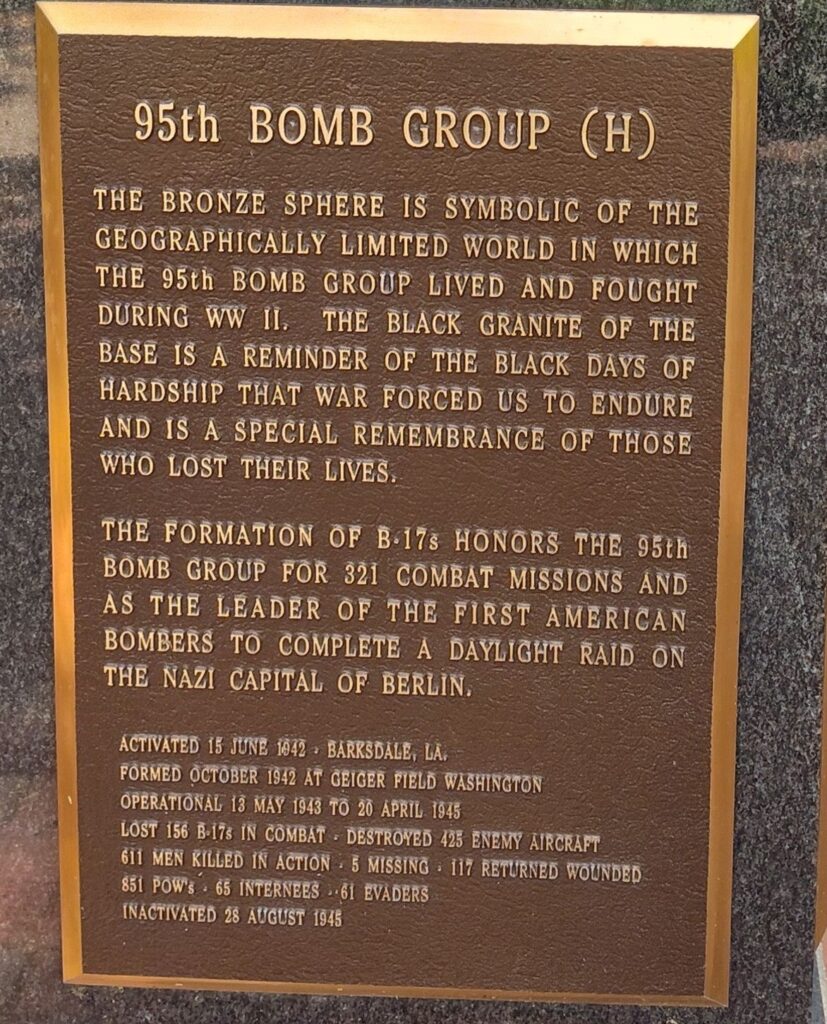 95th BOMB GROUP (H)
THE BRONZE SPHERE IS SYMBOLIC OF THE
GEOGRAPHICALLY LIMITED WORLD IN WHICH
THE 95th BOMB GROUP LIVED AND FOUGHT
DURING WW II. THE BLACK GRANITE OF THE
BASE IS A REMINDER OF THE BLACK DAYS OF
HARDSHIP THAT WAR FORCED US TO ENDURE
AND IS A SPECIAL REMEMBRANCE OF THOSE
WHO LOST THEIR LIVES.
THE FORMATION OF B-17s HONORS THE 95th
BOMB GROUP FOR 321 COMBAT MISSIONS AND
AS THE LEADER OF THE FIRST AMERICAN
BOMBERS TO COMPLETE A DAYLIGHT RAID ON
THE NAZI CAPITAL OF BERLIN.
ACTIVATED 15 JUNE 1942 - BARKSDALE, LA.
FORMED OCTOBER 1942 AT GEIGER FIELD WASHINGTON
OPERATIONAL 13 MAY 1943 TO 20 APRIL 1945
LOST 156 B-17s IN COMBAT - DESTROYED 425 ENEMY AIRCRAFT
611 MEN KILLED IN ACTION - 5 MISSING - 117 RETURNED WOUNDED
851 POW's - 65 INTERNEES - 61 EVADERS
INACTIVATED 28 AUGUST 1945